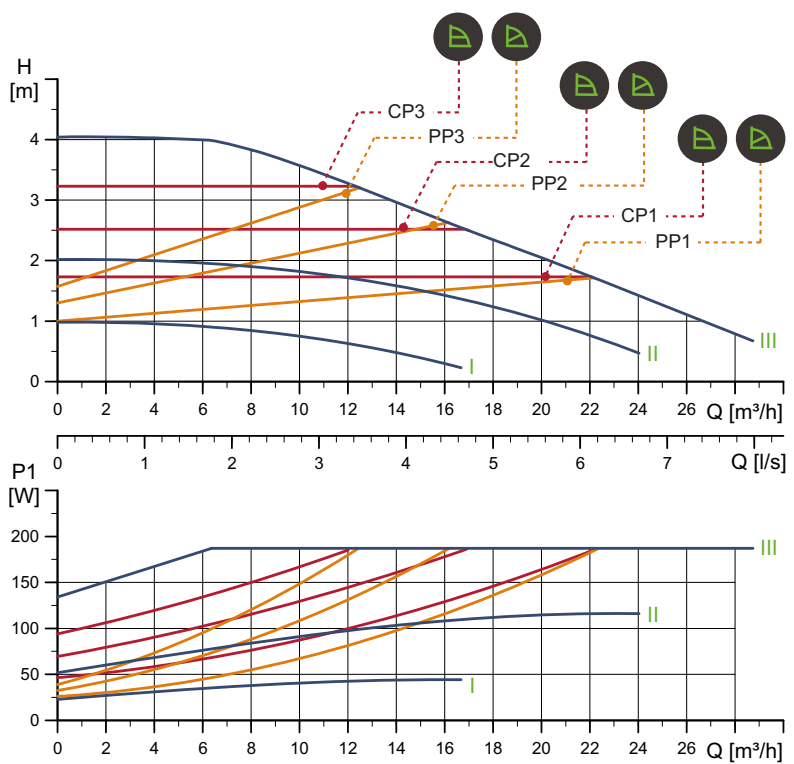 H
[m]
CP3
PP3
CP2
PP2
CP1
PP1
4
3
2
1
0
I
II
III
0 2 4 6 8 10 12 14 16 18 20 22 24 26 Q [m³/h]
0 1 2 3 4 5 6 7 Q [l/s]
P1
[W]
200
150
100
50
0
III
II
I
0 2 4 6 8 10 12 14 16 18 20 22 24 26 Q [m³/h]